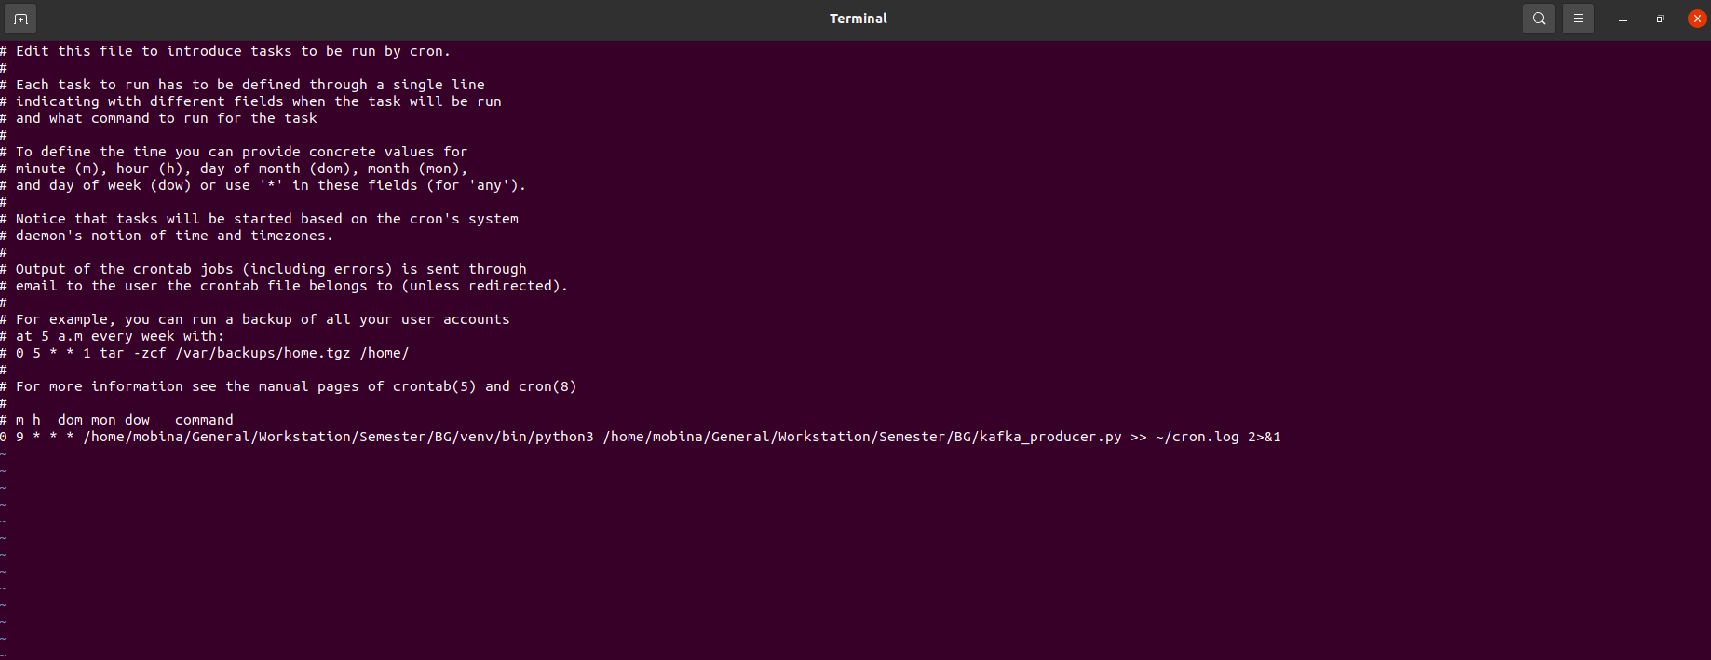 Terminal
# Edit this file to introduce tasks to be run by cron.
#
# Each task to run has to be defined through a single line
# indicating with different fields when the task will be run
# and what command to run for the task
#
# To define the time you can provide concrete values for
# minute (m), hour (h), day of month (dom), month (mon),
# and day of week (dow) or use '*' in these fields (for 'any').
#
# Notice that tasks will be started based on the cron's system
# daemon's notion of time and timezones.
#
# Output of the crontab jobs (including errors) is sent through
# email to the user the crontab file belongs to (unless redirected).
#
# For example, you can run a backup of all your user accounts
# at 5 a.m every week with:
# 0 5 * * 1 tar -zcf /var/backups/home.tgz /home/
#
# For more information see the manual pages of crontab(5) and cron(8)
#
# m h  dom mon dow   command
0 9 * * * /home/mobina/General/Workstation/Semester/BG/venv/bin/python3 /home/mobina/General/Workstation/Semester/BG/kafka_producer.py >> ~/cron.log 2>&1
~
~
~
~
~
~
~
~
~
~
~
~
~